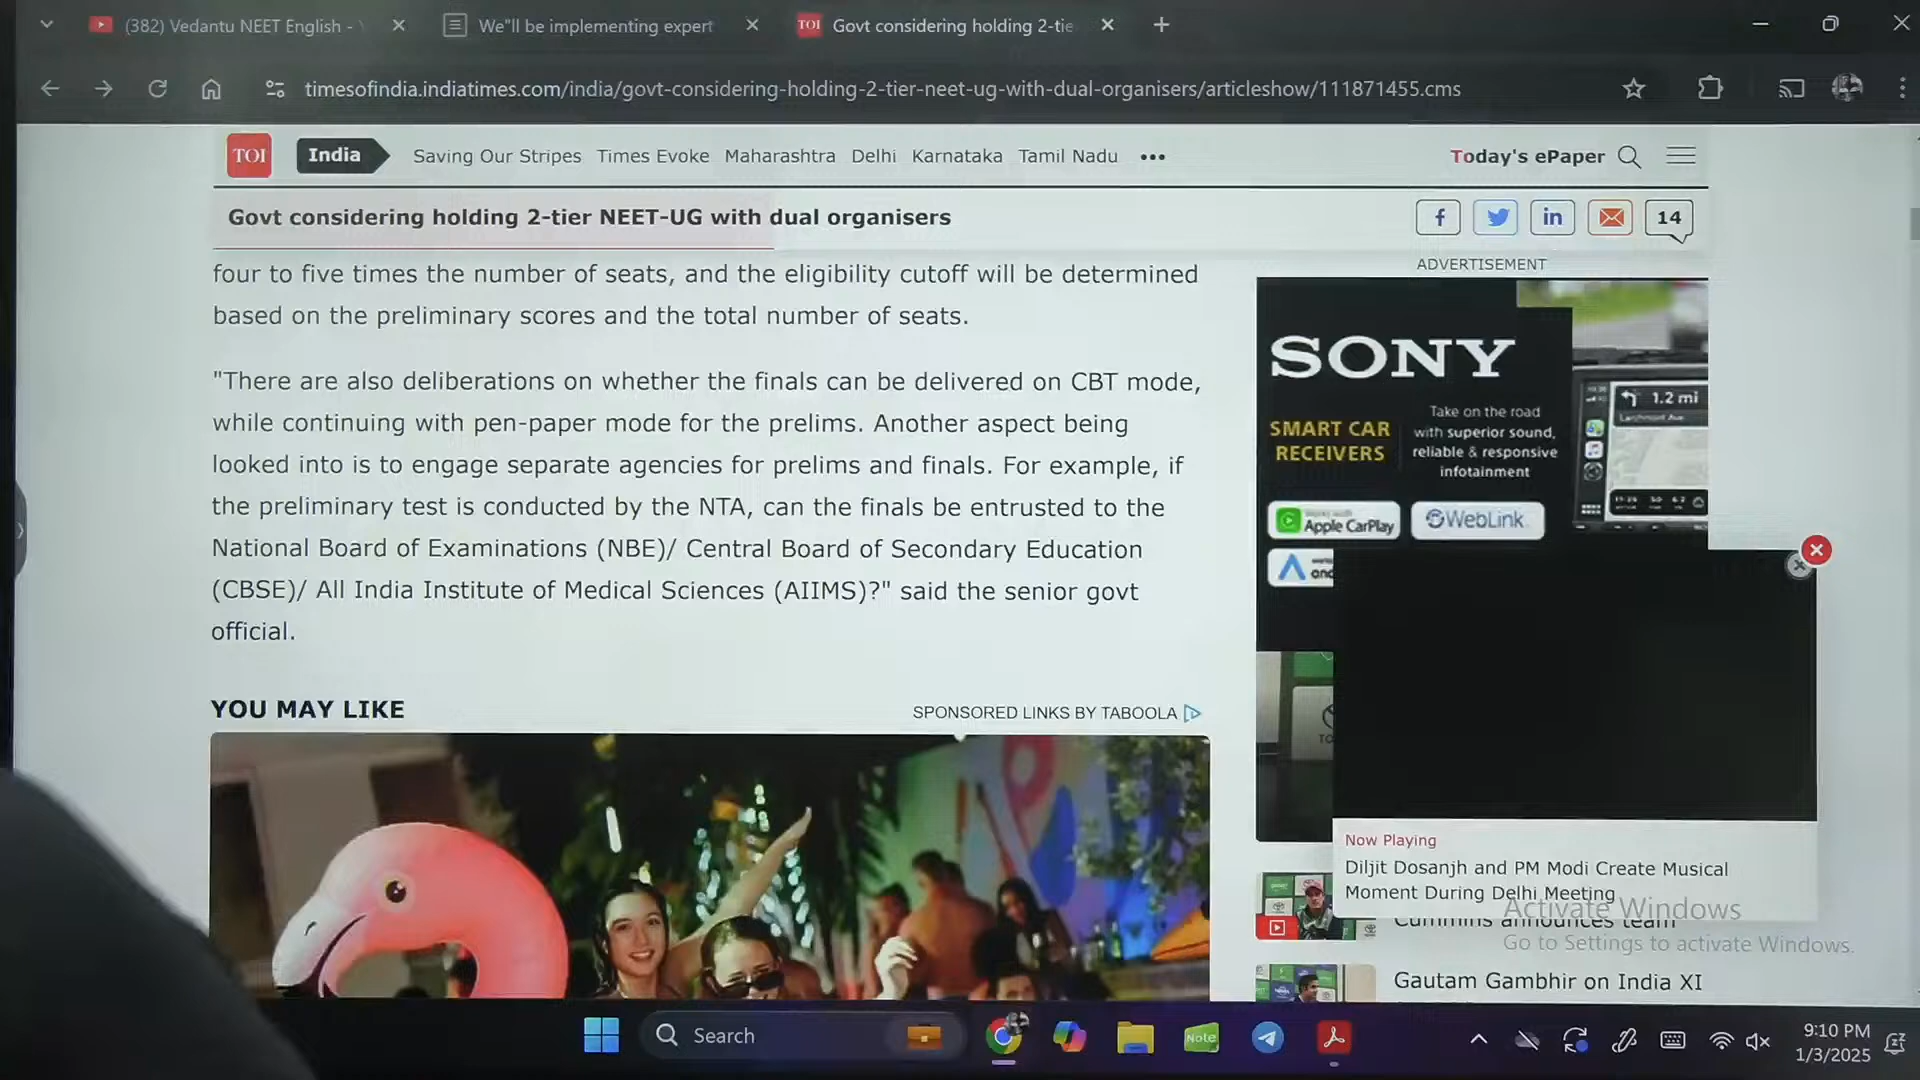 (382) Vedantu NEET English -
We"ll be implementing expert
TOI
Govt considering holding 2-tie
timesofindia.indiatimes.com/india/govt-considering-holding-2-tier-neet-ug-with-dual-organisers/articleshow/111871455.cms
TOI
India
Saving Our Stripes Times Evoke Maharashtra Delhi Karnataka Tamil Nadu •••
Today's ePaper
Govt considering holding 2-tier NEET-UG with dual organisers
14
four to five times the number of seats, and the eligibility cutoff will be determined
based on the preliminary scores and the total number of seats.
"There are also deliberations on whether the finals can be delivered on CBT mode,
while continuing with pen-paper mode for the prelims. Another aspect being
looked into is to engage separate agencies for prelims and finals. For example, if
the preliminary test is conducted by the NTA, can the finals be entrusted to the
National Board of Examinations (NBE)/ Central Board of Secondary Education
(CBSE)/ All India Institute of Medical Sciences (AIIMS)?" said the senior govt
official.
YOU MAY LIKE
SPONSORED LINKS BY TABOOLA
ADVERTISEMENT
SONY
SMART CAR
RECEIVERS
Take on the road
with superior sound,
reliable & responsive
infotainment
1.2 mi
Apple CarPlay
WebLink
Now Playing
Diljit Dosanjh and PM Modi Create Musical
Moment During Delhi Meeting
Cummins announces team
Activate Windows
Go to Settings to activate Windows.
Gautam Gambhir on India XI
Search
Note
9:10 PM
1/3/2025